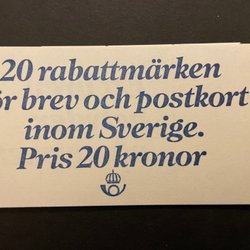 20 rabattmärken
ör brev och postkort
inom Sverige.
Pris 20 kronor